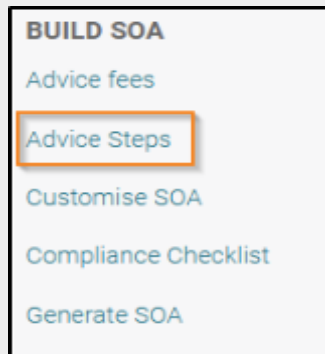 BUILD SOA
Advice fees
Advice Steps
Customise SOA
Compliance Checklist
Generate SOA